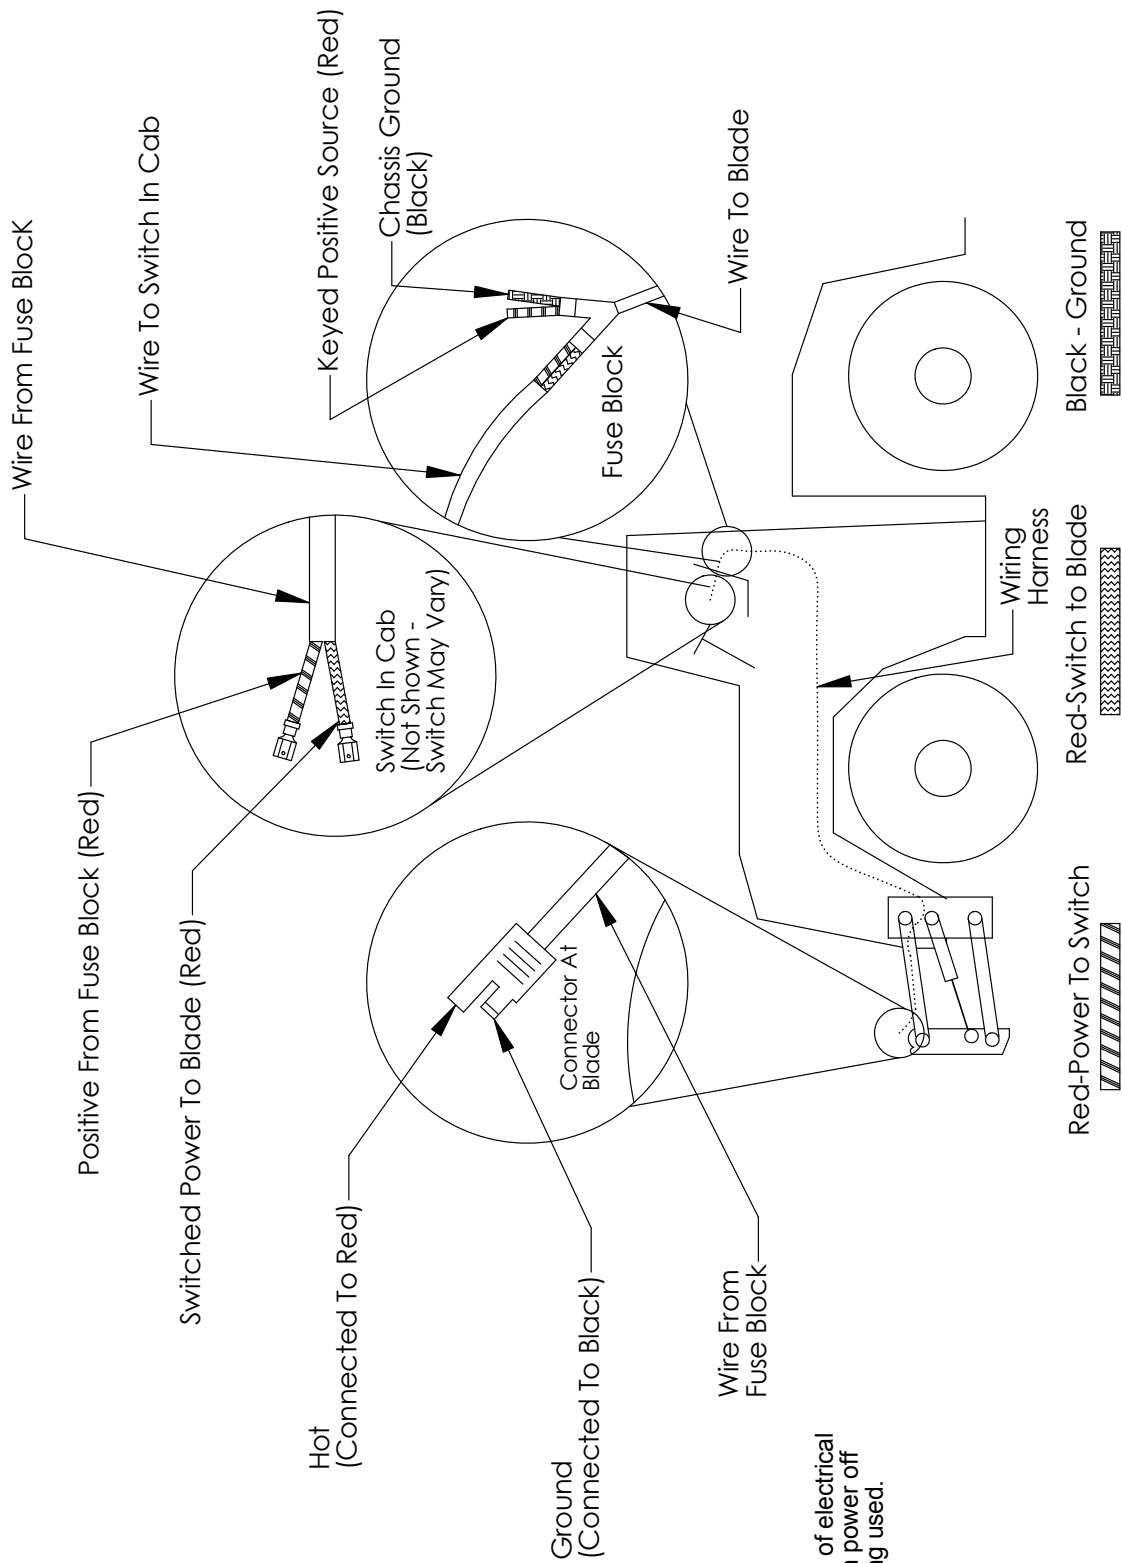 Wire From Fuse BlocK
Wire To Switch In Cab
Positive From Fuse Block (Red)
Keyed Positive Source (Red)
Switched Power To Blade (Red)
Chassis Ground
(Black)
Switch In Cab
(Not Shown -
Switch May Vary)
Hot
(Connected To Red)
Fuse Block
Connector At
Blade
Ground
(Connected To Black)
Wire To Blade
Wire From
Fuse Block
of electrical
power off
used.
Wiring
Harness
Red-Power To Switch
Red-Switch to Blade
Black - Ground